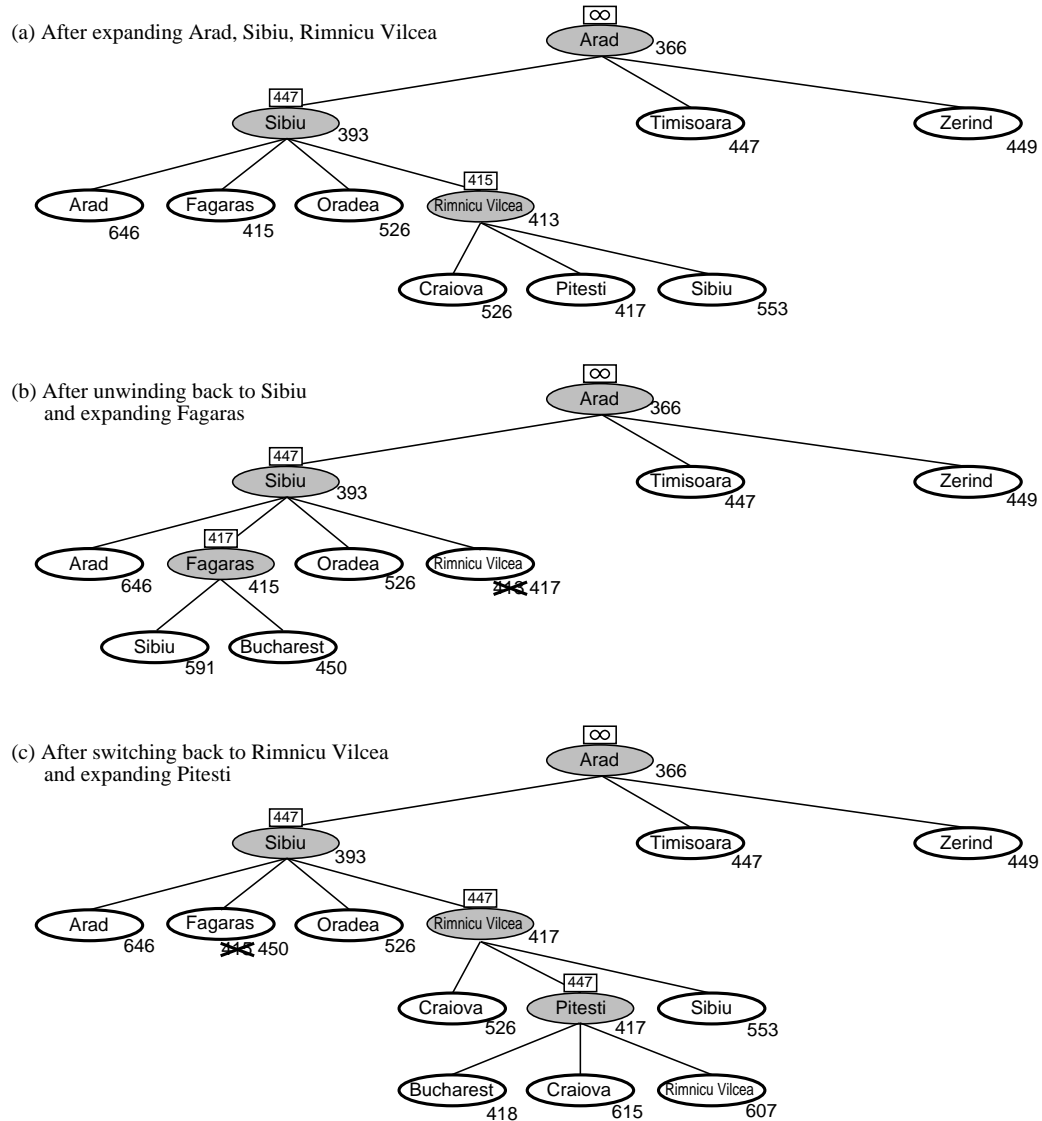 (a) After expanding Arad, Sibiu, Rimnicu Vilcea
∞
Arad
366
447
Sibiu
393
Timisoara
447
Zerind
449
Arad
646
Fagaras
415
Oradea
526
415
Rimnicu Vilcea
413
Craiova
526
Pitesti
417
Sibiu
553
(b) After unwinding back to Sibiu
and expanding Fagaras
∞
Arad
366
447
Sibiu
393
Timisoara
447
Zerind
449
Arad
646
417
Fagaras
415
Oradea
526
Rimnicu Vilcea
413 417
Sibiu
591
Bucharest
450
(c) After switching back to Rimnicu Vilcea
and expanding Pitesti
∞
Arad
366
447
Sibiu
393
Timisoara
447
Zerind
449
Arad
646
Fagaras
415 450
Oradea
526
447
Rimnicu Vilcea
417
Craiova
526
447
Pitesti
417
Sibiu
553
Bucharest
418
Craiova
615
Rimnicu Vilcea
607